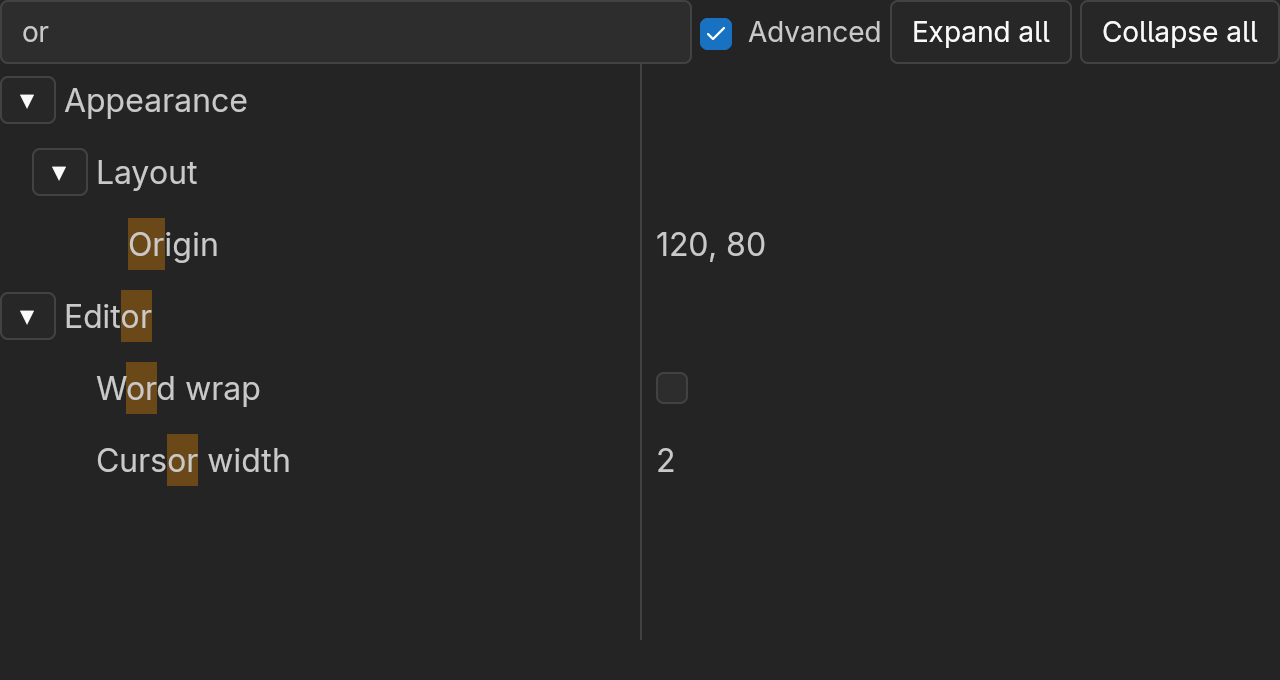 or Advanced Expand all Collapse all
▼ Appearance
▼ Layout
Origin 120, 80
▼ Editor
Word wrap
Cursor width 2